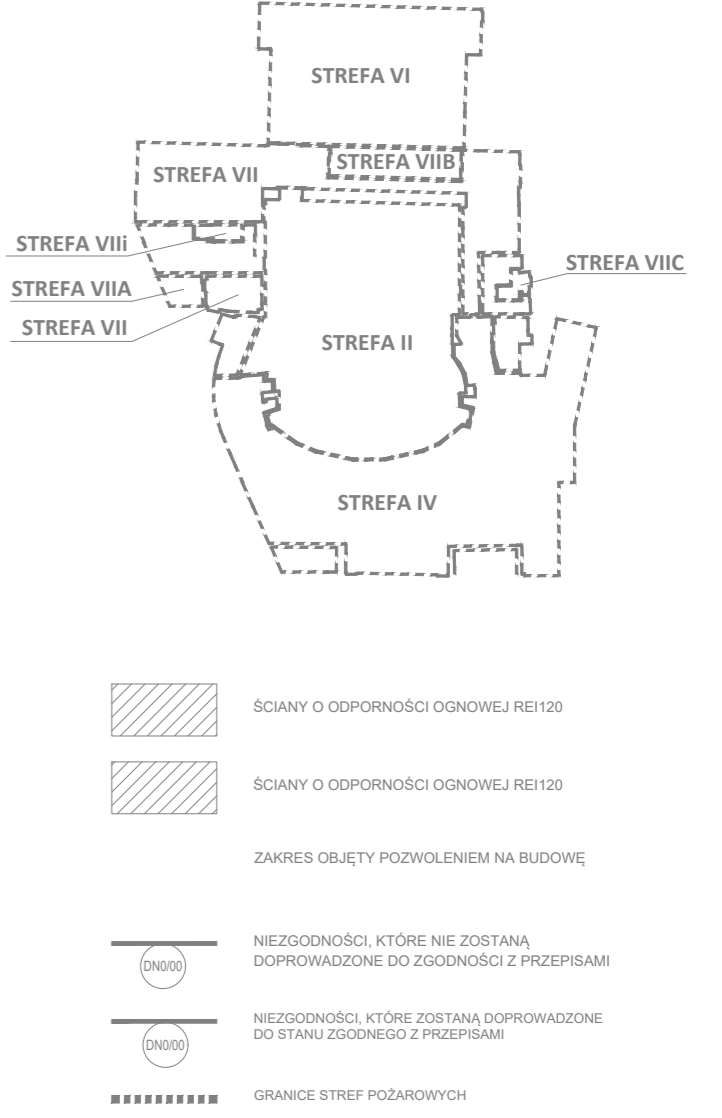 STREFA VI
STREFA VII
STREFA VIIB
STREFA VIIi
STREFA VIIA
STREFA VII
STREFA VIIC
STREFA II
STREFA IV
ŚCIANY O ODPORNOŚCI OGNOWEJ REI120
ŚCIANY O ODPORNOŚCI OGNOWEJ REI120
ZAKRES OBJĘTY POZWOLENIEM NA BUDOWĘ
NIEZGODNOŚCI, KTÓRE NIE ZOSTANĄ
DOPROWADZONE DO ZGODNOŚCI Z PRZEPISAMI
DN0/00
NIEZGODNOŚCI, KTÓRE ZOSTANĄ DOPROWADZONE
DO STANU ZGODNEGO Z PRZEPISAMI
DN0/00
GRANICE STREF POŻAROWYCH